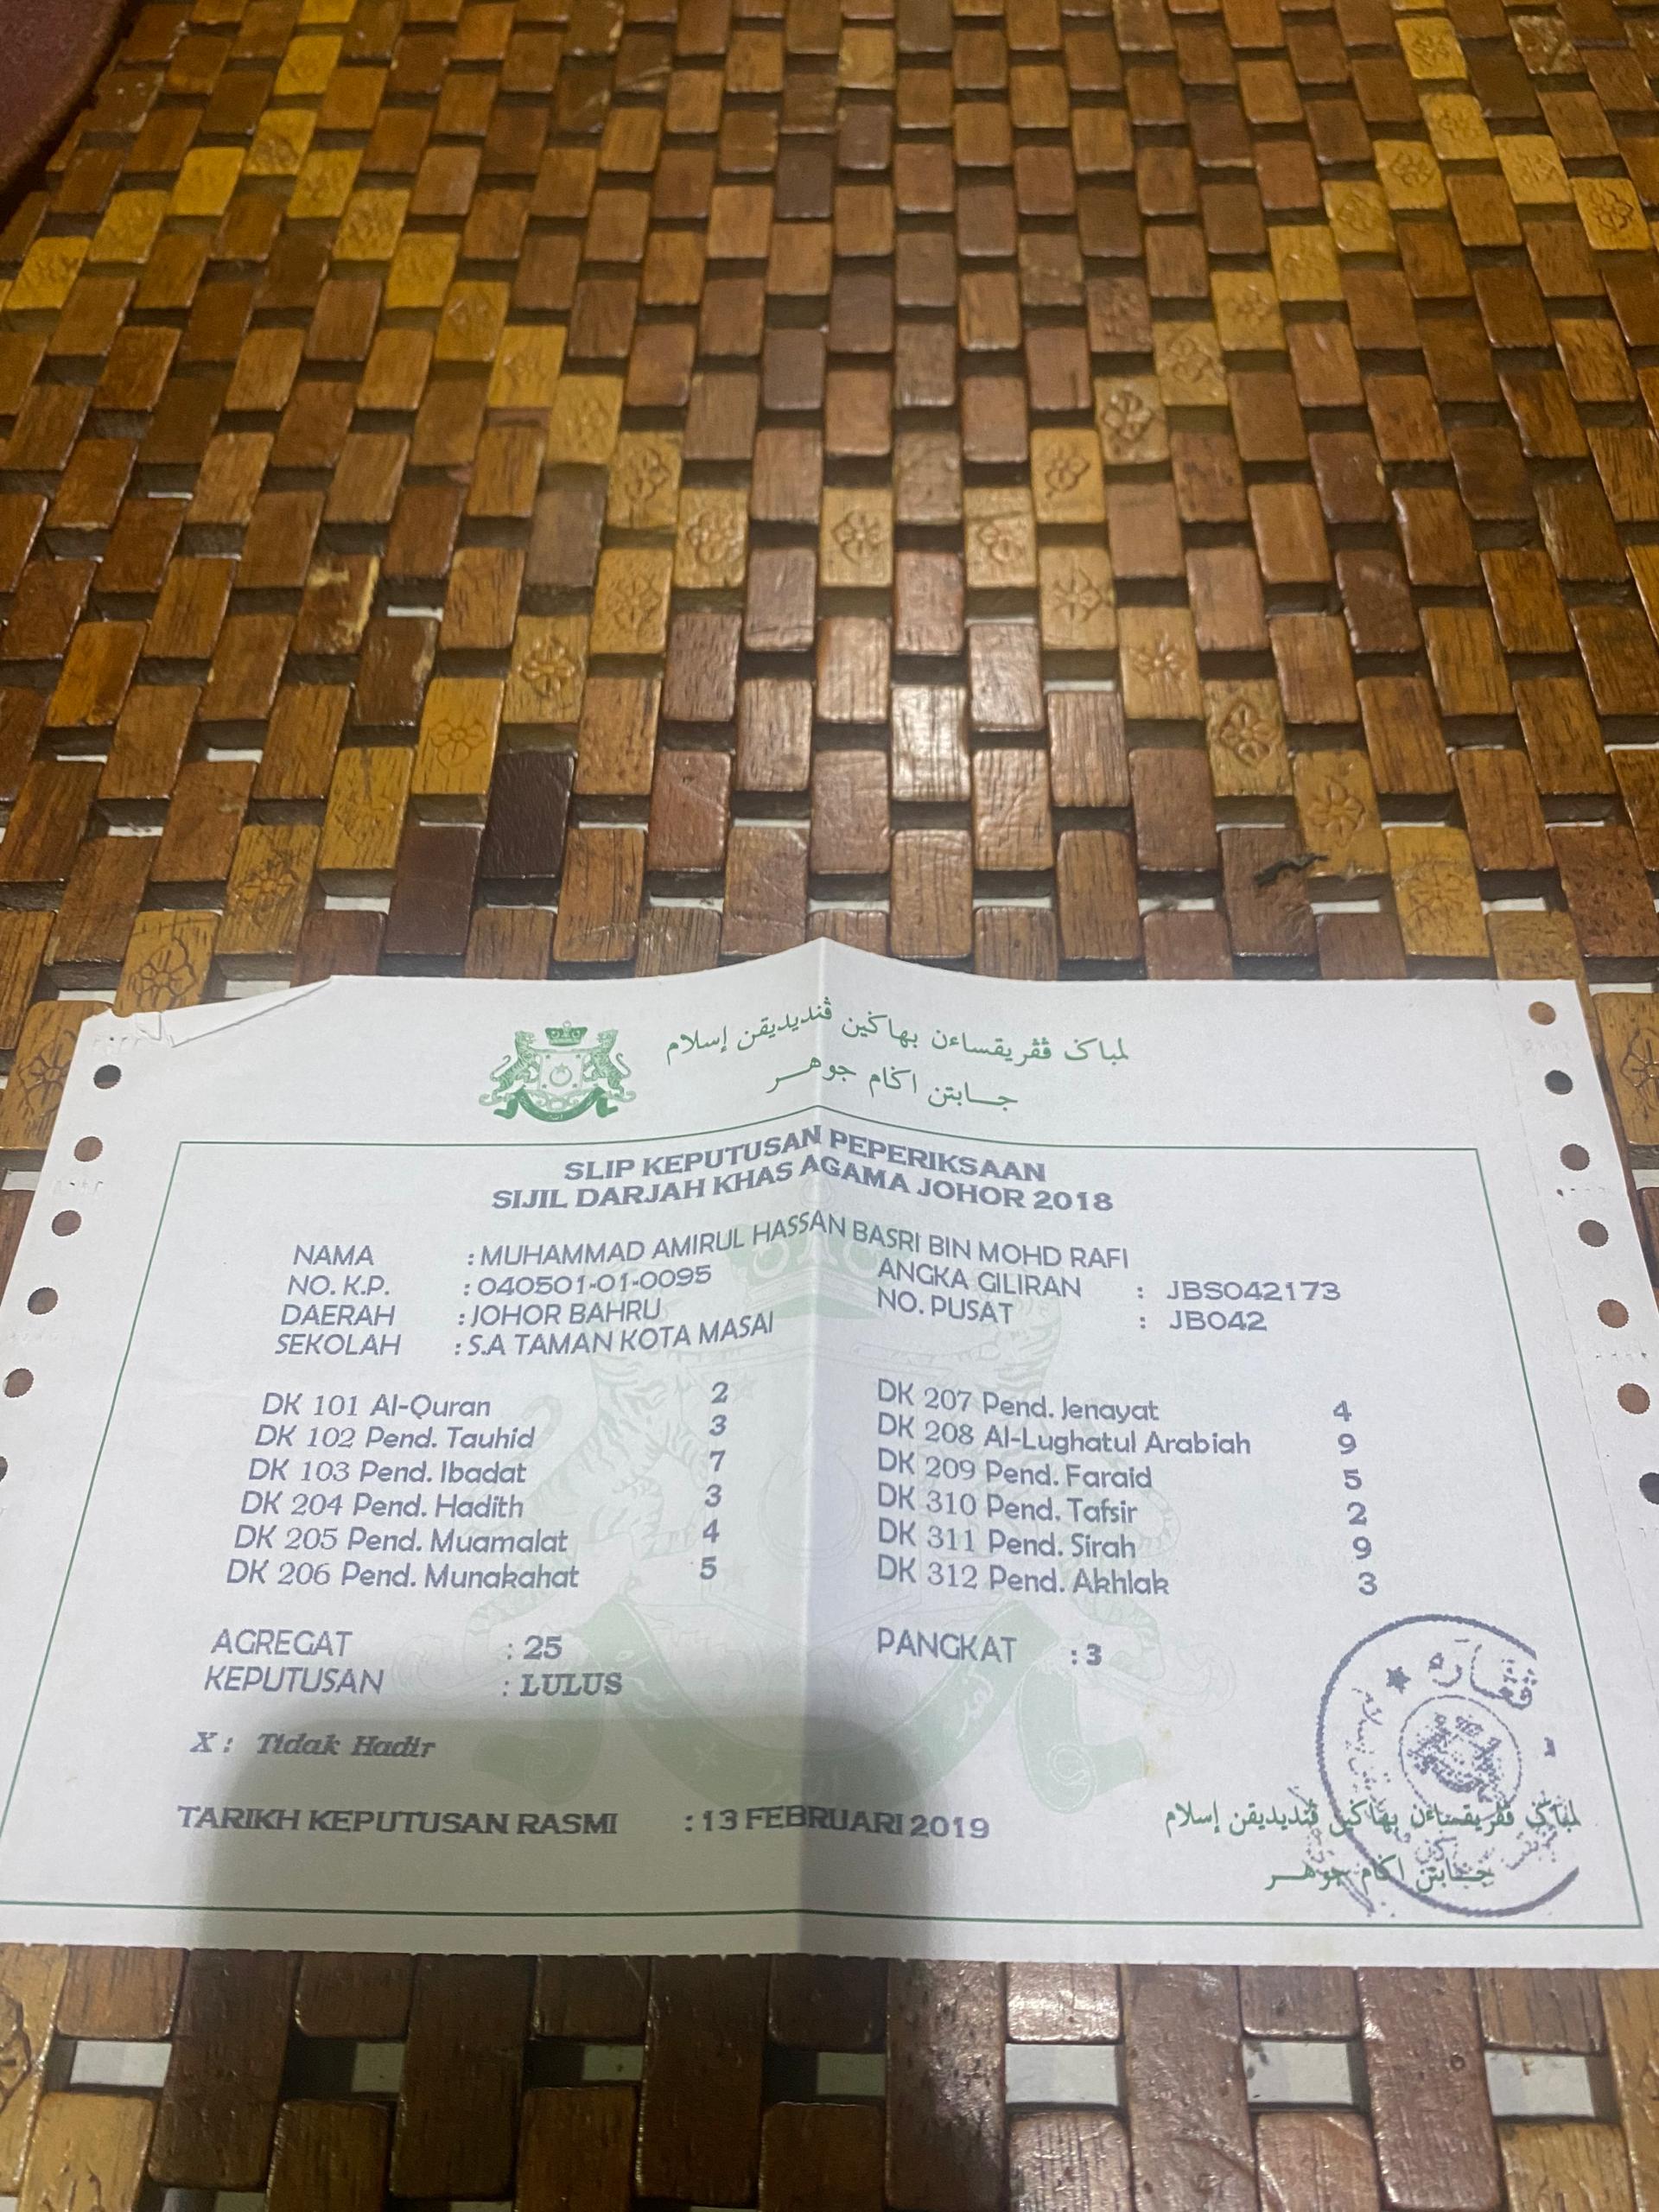 لمباݢ ڤڤريقساءن بهاݢين ڤنديديقن إسلام
جابتن اݢام جوهر
SLIP KEPUTUSAN PEPERIKSAAN
SIJIL DARJAH KHAS AGAMA JOHOR 2018
NAMA : MUHAMMAD AMIRUL HASSAN BASRI BIN MOHD RAFI
NO. K.P. : 040501-01-0095 ANGKA GILIRAN : JBS042173
DAERAH : JOHOR BAHRU NO. PUSAT : JB042
SEKOLAH : S.A TAMAN KOTA MASAI
DK 101 Al-Quran 2 DK 207 Pend. Jenayat 4
DK 102 Pend. Tauhid 3 DK 208 Al-Lughatul Arabiah 9
DK 103 Pend. Ibadat 7 DK 209 Pend. Faraid 5
DK 204 Pend. Hadith 3 DK 310 Pend. Tafsir 2
DK 205 Pend. Muamalat 4 DK 311 Pend. Sirah 9
DK 206 Pend. Munakahat 5 DK 312 Pend. Akhlak 3
AGREGAT : 25 PANGKAT : 3
KEPUTUSAN : LULUS
X : Tidak Hadir
TARIKH KEPUTUSAN RASMI : 13 FEBRUARI 2019
لمباݢ ڤڤريقساءن بهاݢين ڤنديديقن إسلام
جابتن اݢام جوهر